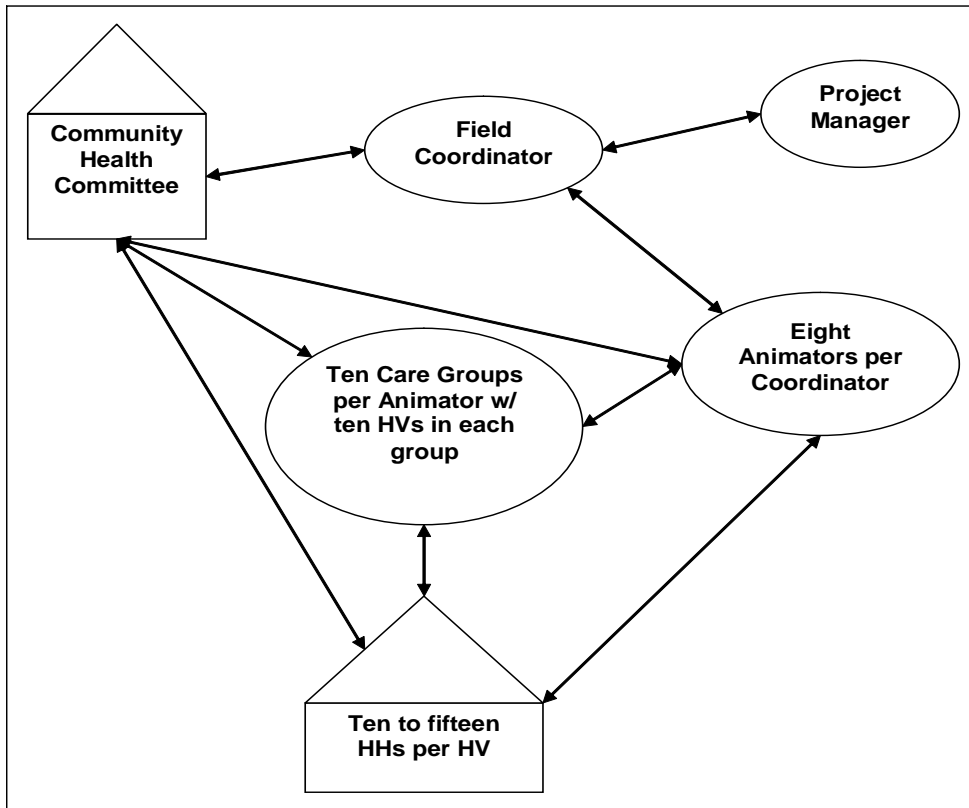 Community
Health
Committee
Field
Coordinator
Project
Manager
Eight
Animators per
Coordinator
Ten Care Groups
per Animator w/
ten HVs in each
group
Ten to fifteen
HHs per HV